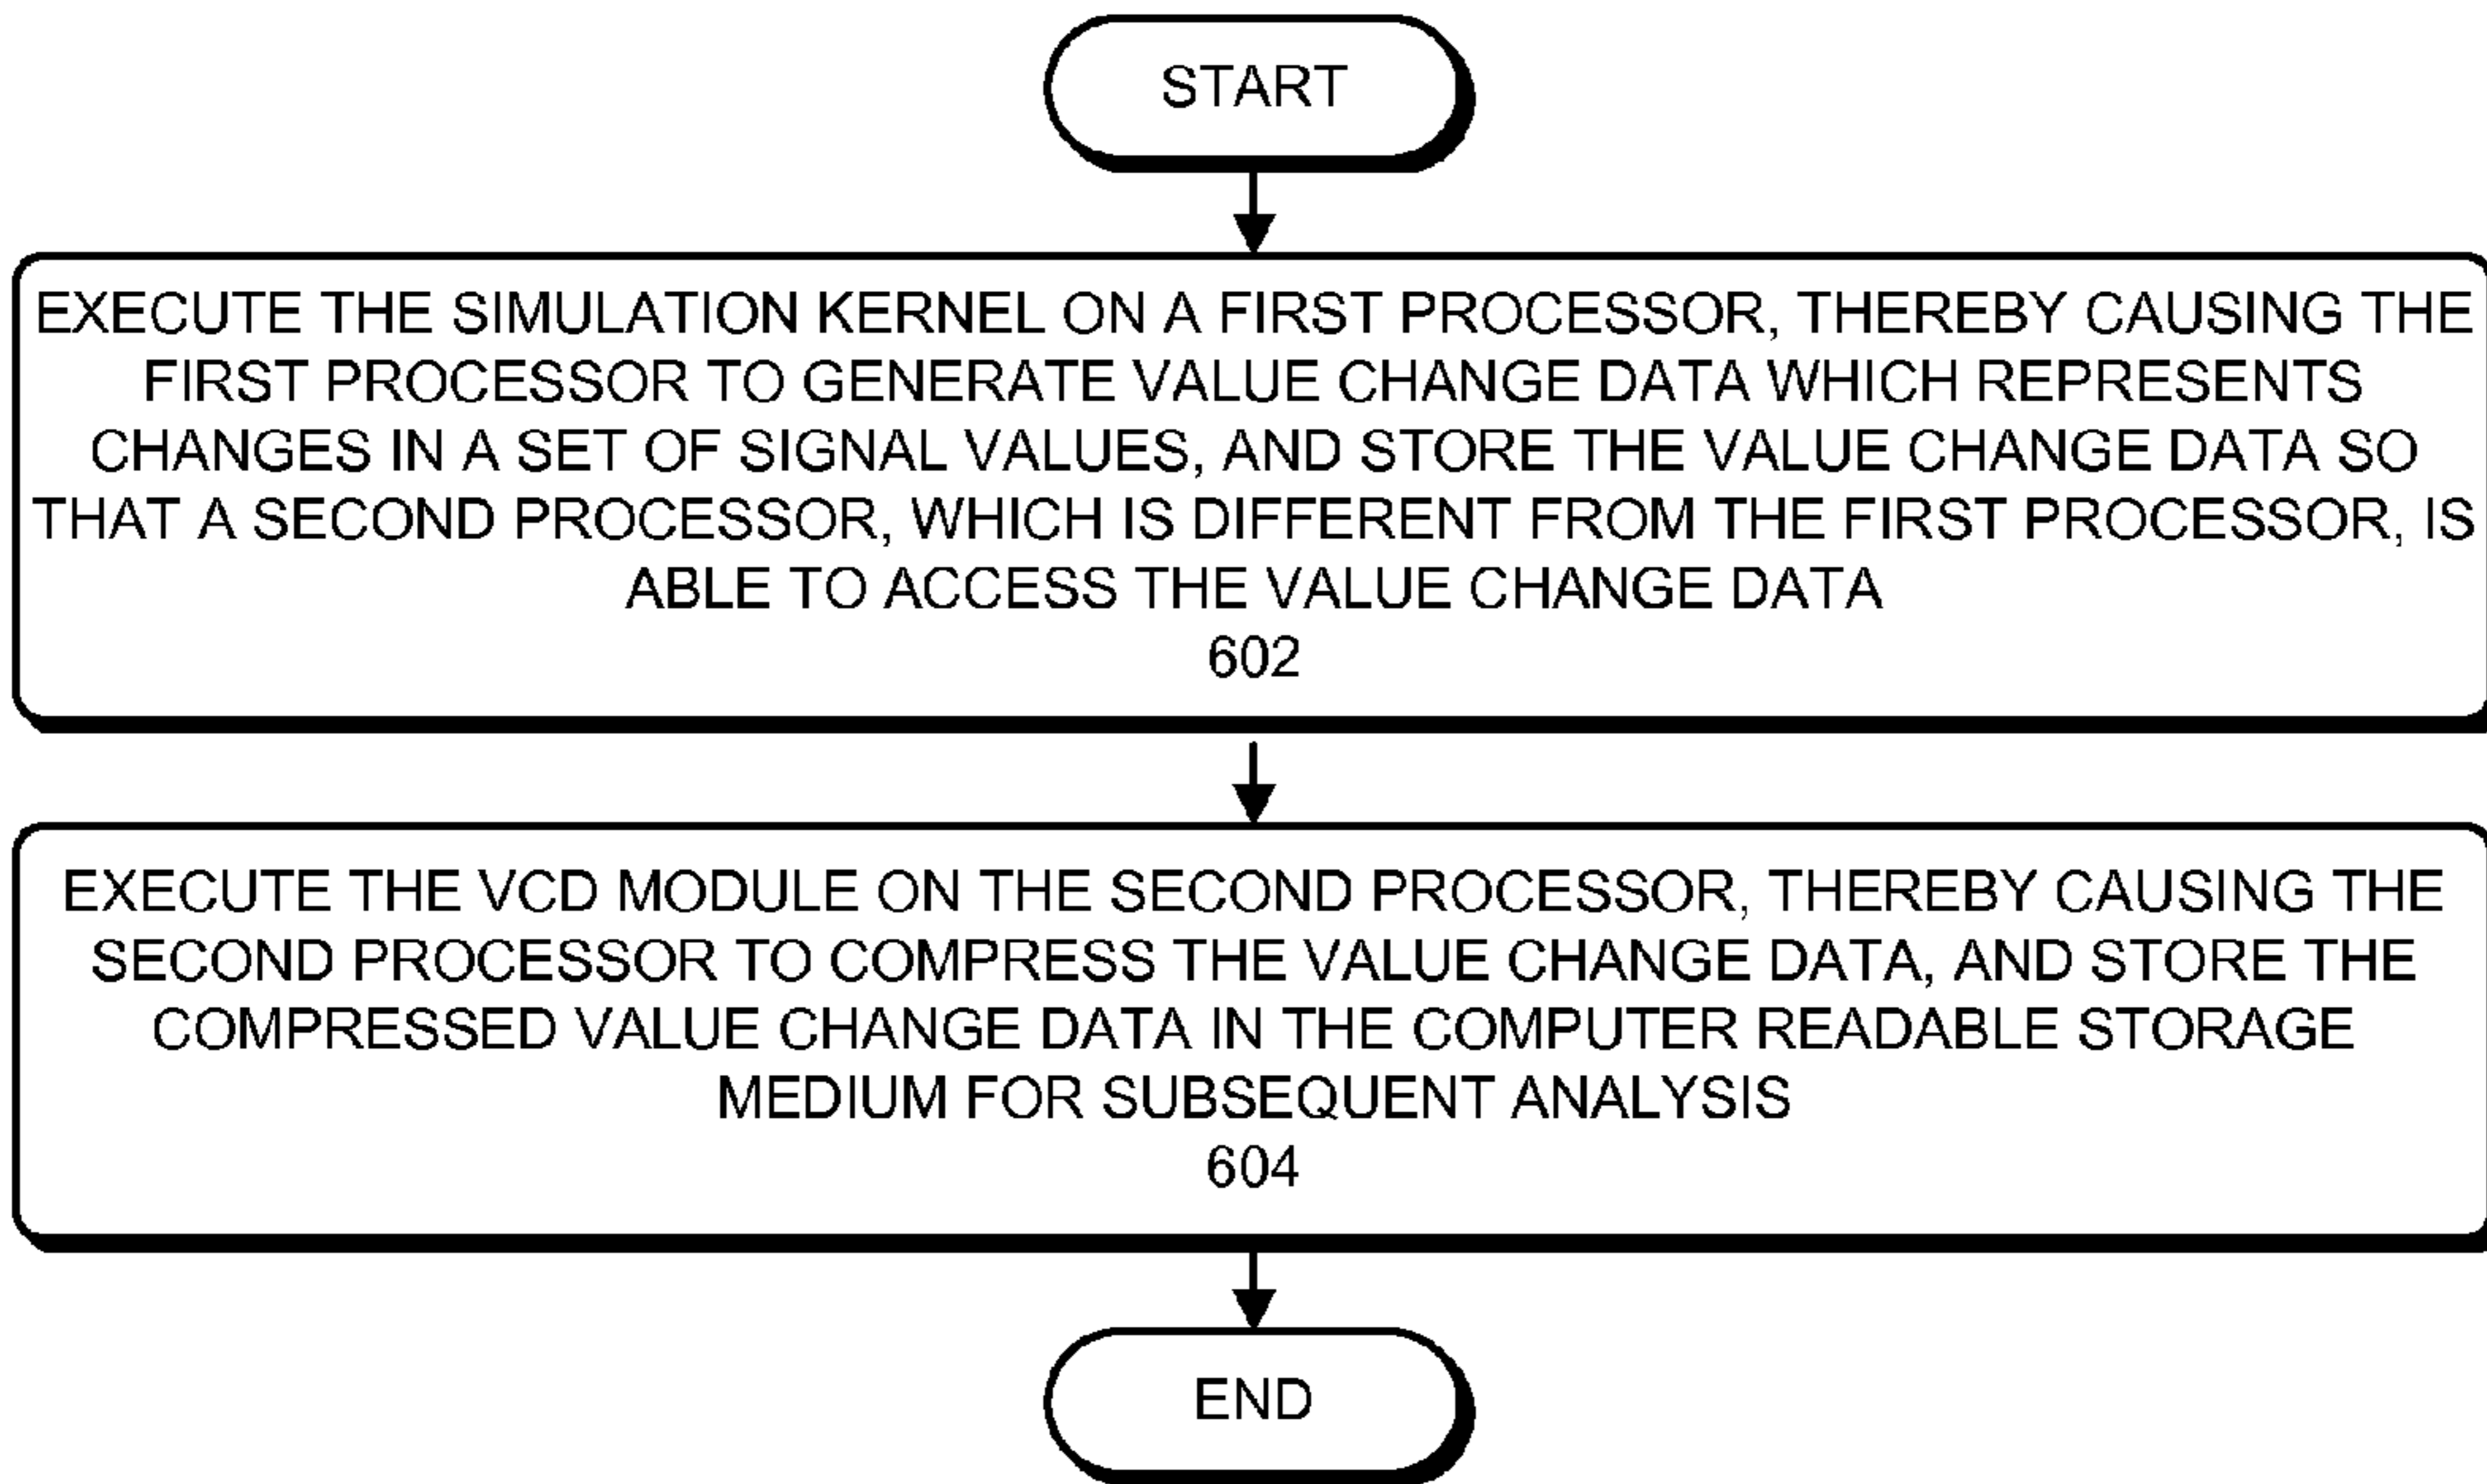 START
EXECUTE THE SIMULATION KERNEL ON A FIRST PROCESSOR, THEREBY CAUSING THE
FIRST PROCESSOR TO GENERATE VALUE CHANGE DATA WHICH REPRESENTS
CHANGES IN A SET OF SIGNAL VALUES, AND STORE THE VALUE CHANGE DATA SO
THAT A SECOND PROCESSOR, WHICH IS DIFFERENT FROM THE FIRST PROCESSOR, IS
ABLE TO ACCESS THE VALUE CHANGE DATA
602
EXECUTE THE VCD MODULE ON THE SECOND PROCESSOR, THEREBY CAUSING THE
SECOND PROCESSOR TO COMPRESS THE VALUE CHANGE DATA, AND STORE THE
COMPRESSED VALUE CHANGE DATA IN THE COMPUTER READABLE STORAGE
MEDIUM FOR SUBSEQUENT ANALYSIS
604
END